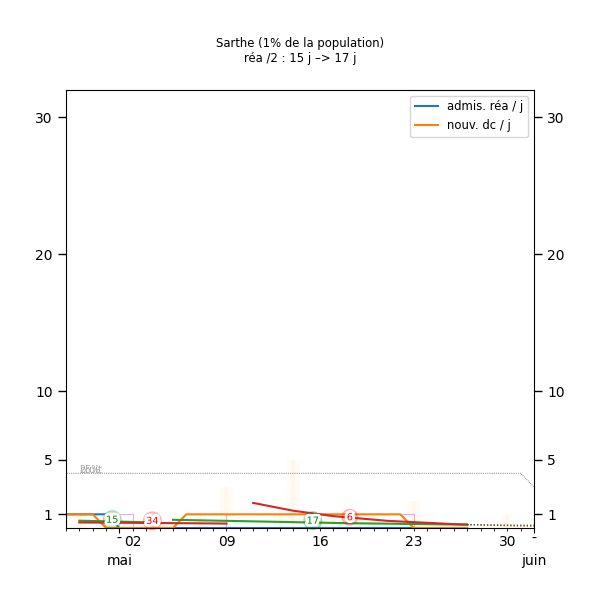 Sarthe (1% de la population)
réa /2 : 15 j –> 17 j
admis. réa / j
nouv. dc / j
30 30
20 20
10 10
5 5
1 1
15 34 17 6
02 09 16 23 30
mai juin